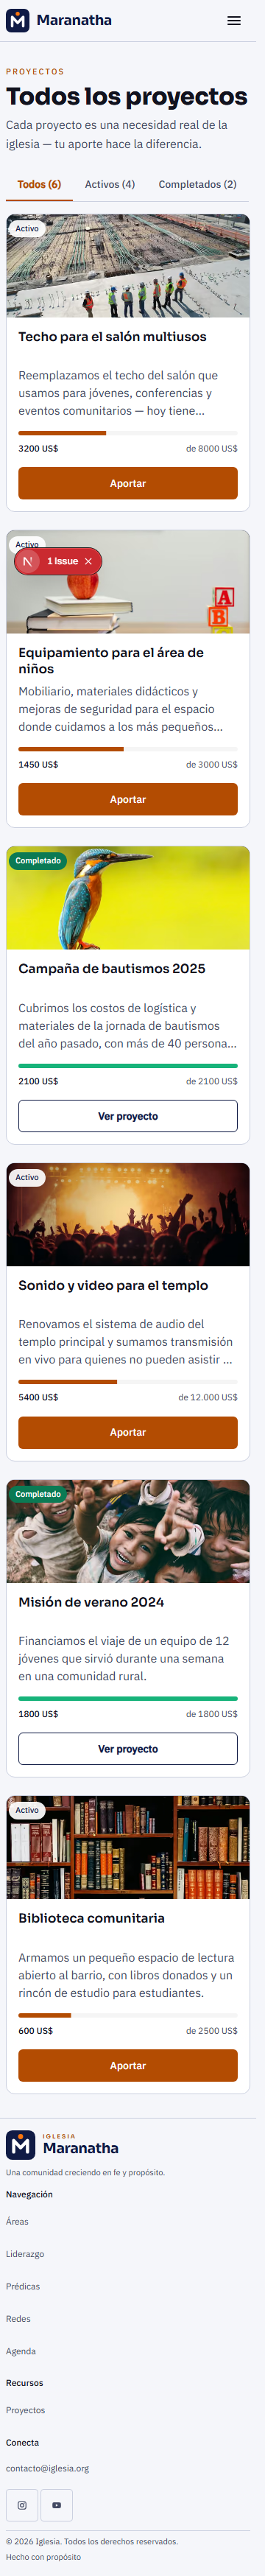 Maranatha
PROYECTOS
Todos los proyectos
Cada proyecto es una necesidad real de la
iglesia — tu aporte hace la diferencia.
Todos (6)
Activos (4)
Completados (2)
Activo
Techo para el salón multiusos
Reemplazamos el techo del salón que
usamos para jóvenes, conferencias y
eventos comunitarios — hoy tiene...
3200 US$
de 8000 US$
Aportar
Activo
1 Issue
A
B
Equipamiento para el área de
niños
Mobiliario, materiales didácticos y
mejoras de seguridad para el espacio
donde cuidamos a los más pequeños...
1450 US$
de 3000 US$
Aportar
Completado
Campaña de bautismos 2025
Cubrimos los costos de logística y
materiales de la jornada de bautismos
del año pasado, con más de 40 persona...
2100 US$
de 2100 US$
Ver proyecto
Activo
Sonido y video para el templo
Renovamos el sistema de audio del
templo principal y sumamos transmisión
en vivo para quienes no pueden asistir ...
5400 US$
de 12.000 US$
Aportar
Completado
Misión de verano 2024
Financiamos el viaje de un equipo de 12
jóvenes que sirvió durante una semana
en una comunidad rural.
1800 US$
de 1800 US$
Ver proyecto
Activo
Biblioteca comunitaria
Armamos un pequeño espacio de lectura
abierto al barrio, con libros donados y un
rincón de estudio para estudiantes.
600 US$
de 2500 US$
Aportar
IGLESIA
Maranatha
Una comunidad creciendo en fe y propósito.
Navegación
Áreas
Liderazgo
Prédicas
Redes
Agenda
Recursos
Proyectos
Conecta
contacto@iglesia.org
© 2026 Iglesia. Todos los derechos reservados.
Hecho con propósito